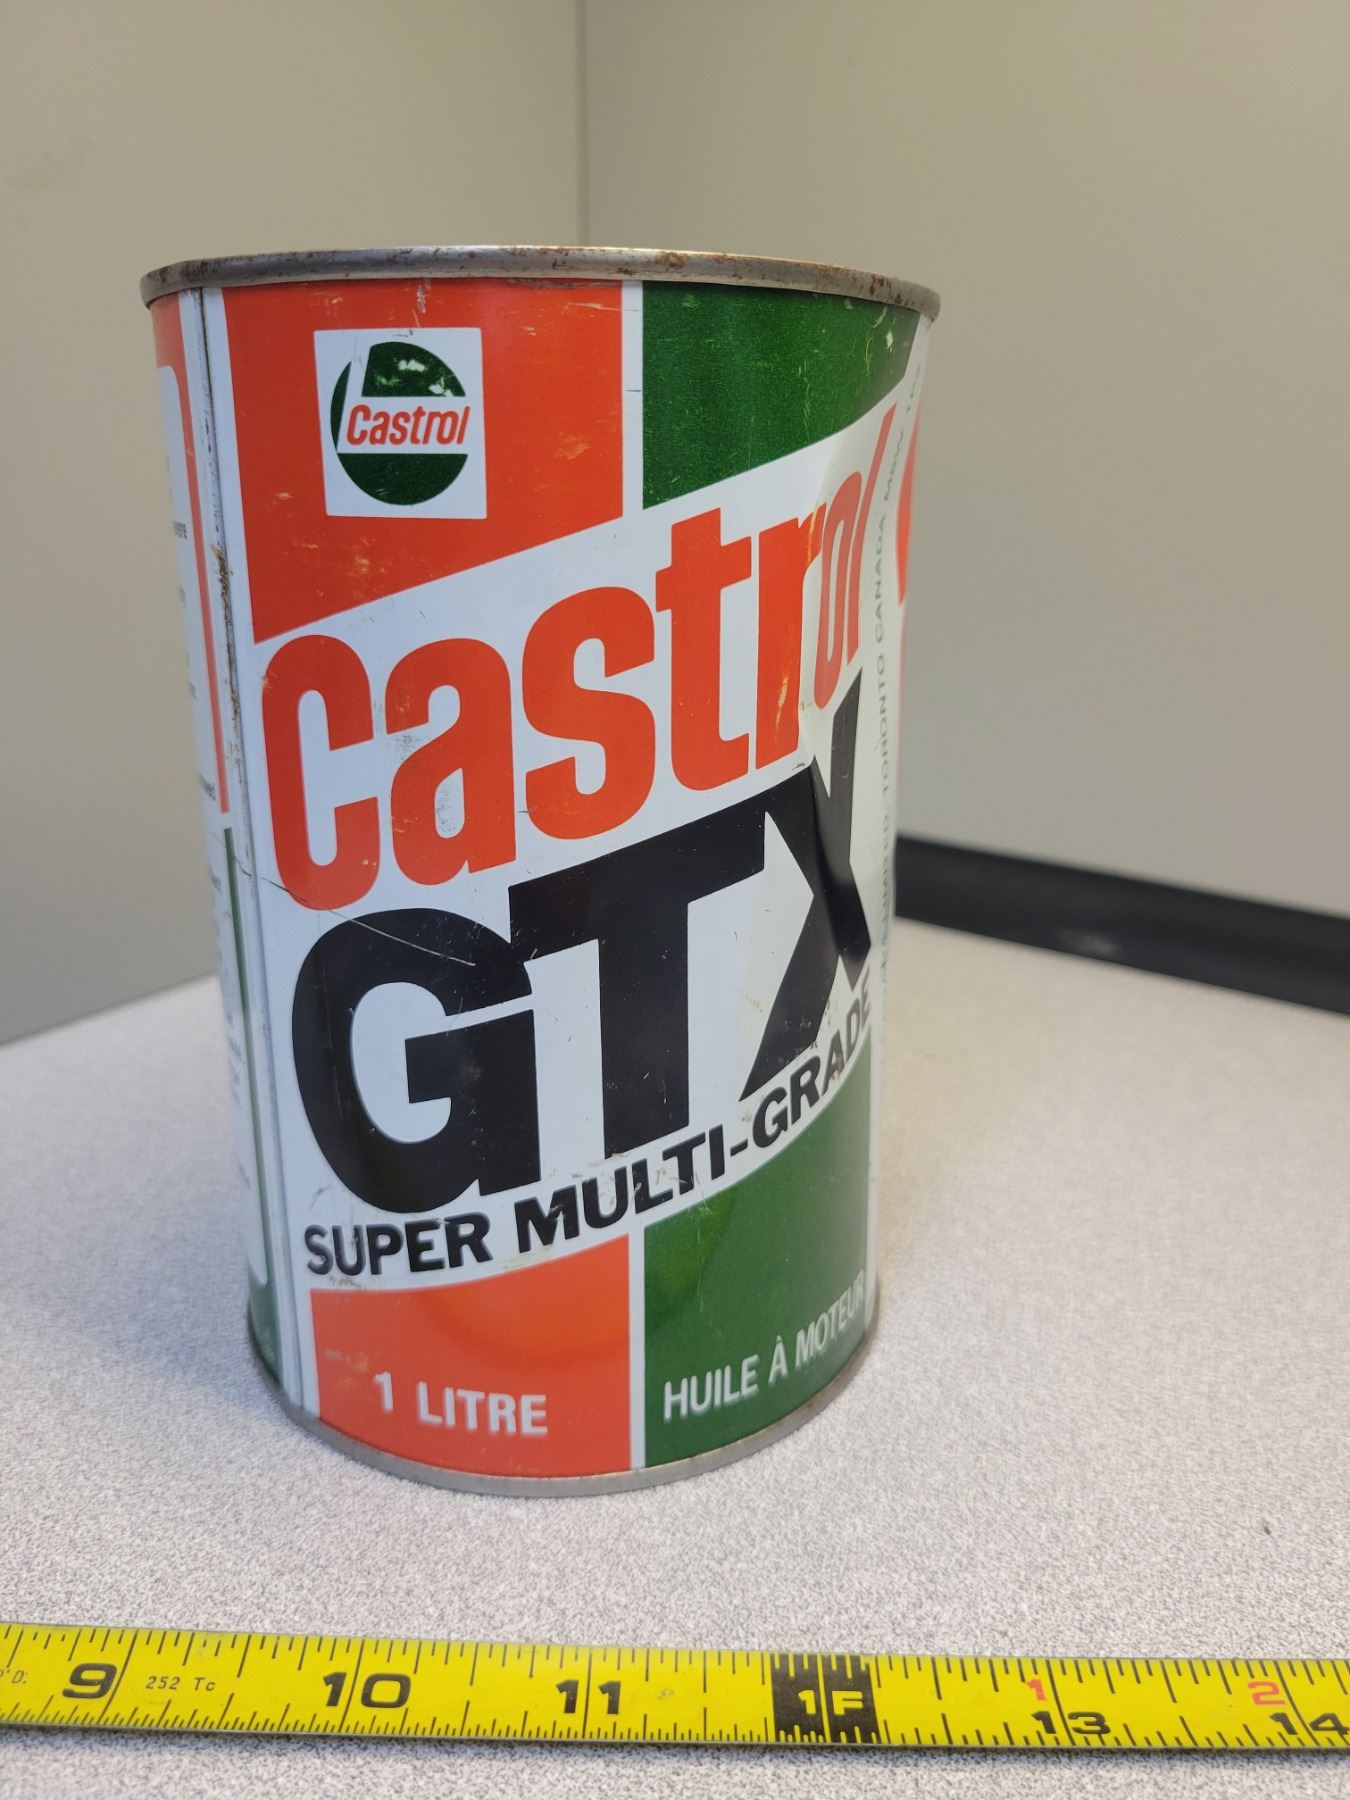 Castrol
Castrol
GTX
SUPER MULTI-GRADE
1 LITRE
HUILE À MOTEUR
TORONTO CANADA M8W
9 252 Tc 10 11 1F 1 13 2 14